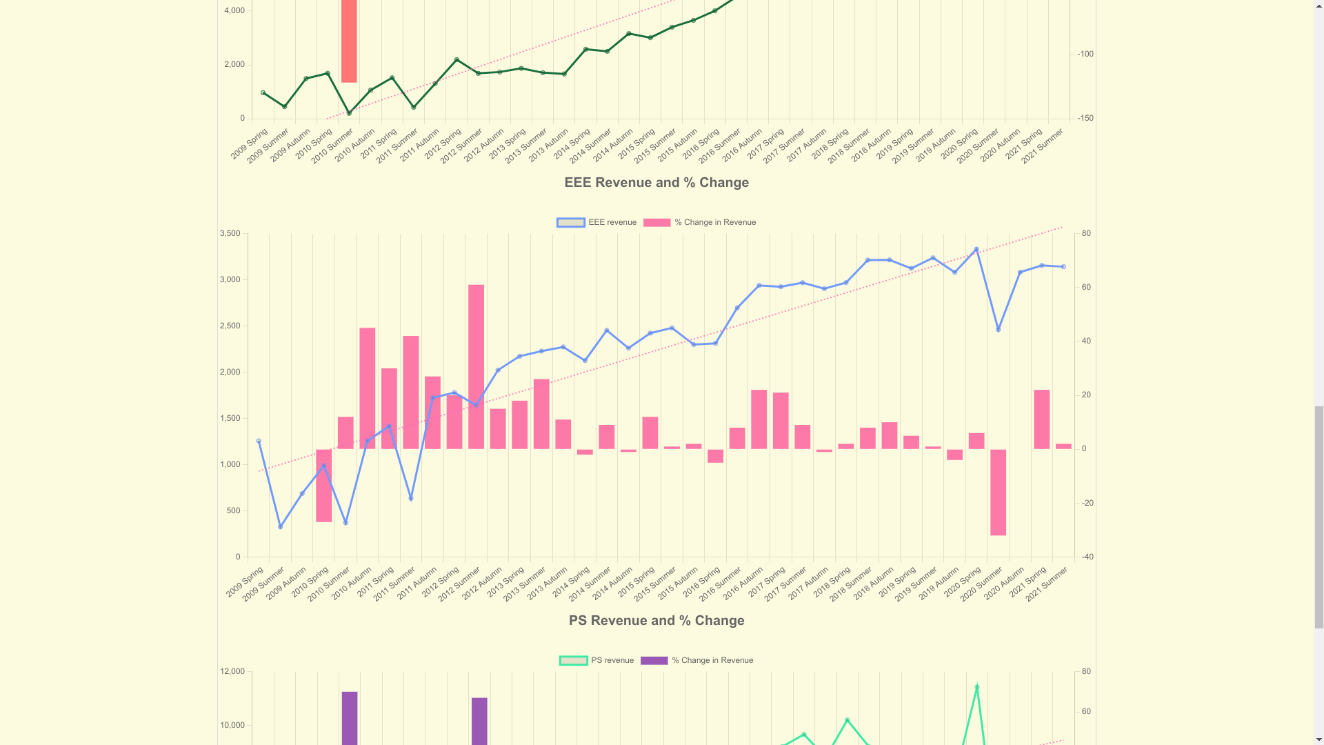 4,000
2,000
0
-100
-150
2009 Spring
2009 Summer
2009 Autumn
2010 Spring
2010 Summer
2010 Autumn
2011 Spring
2011 Summer
2011 Autumn
2012 Spring
2012 Summer
2012 Autumn
2013 Spring
2013 Summer
2013 Autumn
2014 Spring
2014 Summer
2014 Autumn
2015 Spring
2015 Summer
2015 Autumn
2016 Spring
2016 Summer
2016 Autumn
2017 Spring
2017 Summer
2017 Autumn
2018 Spring
2018 Summer
2018 Autumn
2019 Spring
2019 Summer
2019 Autumn
2020 Spring
2020 Summer
2020 Autumn
2021 Spring
2021 Summer
EEE Revenue and % Change
EEE revenue % Change in Revenue
3,500
3,000
2,500
2,000
1,500
1,000
500
0
80
60
40
20
0
-20
-40
2009 Spring
2009 Summer
2009 Autumn
2010 Spring
2010 Summer
2010 Autumn
2011 Spring
2011 Summer
2011 Autumn
2012 Spring
2012 Summer
2012 Autumn
2013 Spring
2013 Summer
2013 Autumn
2014 Spring
2014 Summer
2014 Autumn
2015 Spring
2015 Summer
2015 Autumn
2016 Spring
2016 Summer
2016 Autumn
2017 Spring
2017 Summer
2017 Autumn
2018 Spring
2018 Summer
2018 Autumn
2019 Spring
2019 Summer
2019 Autumn
2020 Spring
2020 Summer
2020 Autumn
2021 Spring
2021 Summer
PS Revenue and % Change
PS revenue % Change in Revenue
12,000
10,000
80
60